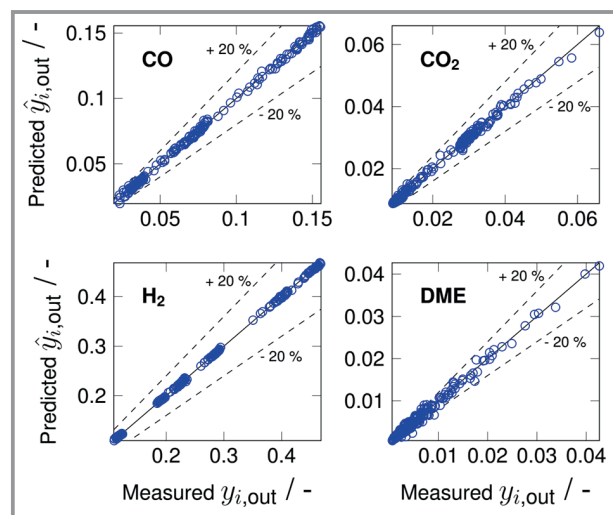 Predicted ŷi,out / -
0.15
0.10
0.05
CO
+ 20 %
- 20 %
0.05
0.10
0.15
0.06
0.04
0.02
CO2
+ 20 %
- 20 %
0.02
0.04
0.06
Predicted ŷi,out / -
0.4
0.3
0.2
H2
+ 20 %
- 20 %
0.2
0.3
0.4
Measured yi,out / -
0.04
0.03
0.02
0.01
DME
+ 20 %
- 20 %
0.01
0.02
0.03
0.04
Measured yi,out / -